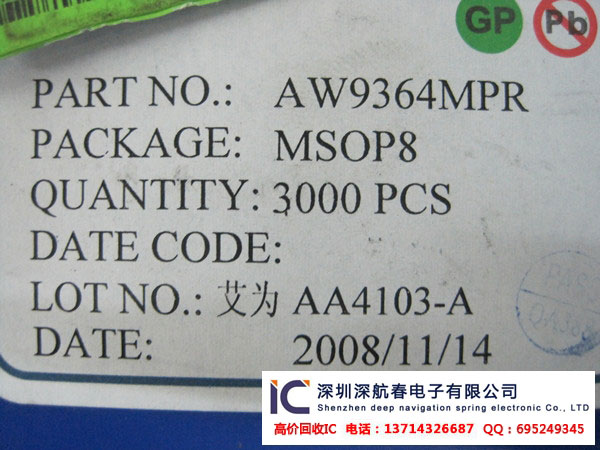 GP Pb
PART NO.: AW9364MPR
PACKAGE: MSOP8
QUANTITY: 3000 PCS
DATE CODE:
LOT NO.: 艾为 AA4103-A
DATE: 2008/11/14
IC 深圳深航春电子有限公司
Shenzhen deep navigation spring electronic Co., LTD
高价回收IC 电话：13714326687 QQ：695249345